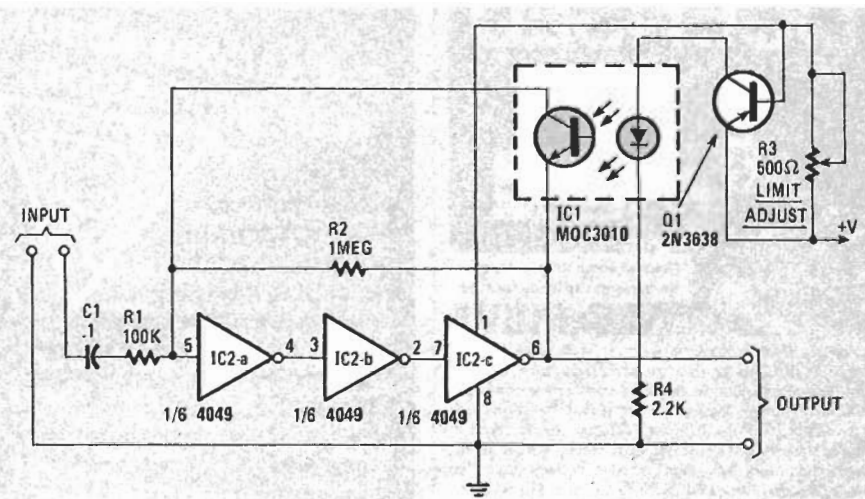 INPUT
C1
.1
R1
100K
R2
1MEG
5
IC2-a
4
3
IC2-b
2
7
IC2-c
1
6
8
1/6 4049
1/6 4049
1/6 4049
IC1
MOC3010
Q1
2N3638
R3
500Ω
LIMIT
ADJUST
+V
R4
2.2K
OUTPUT